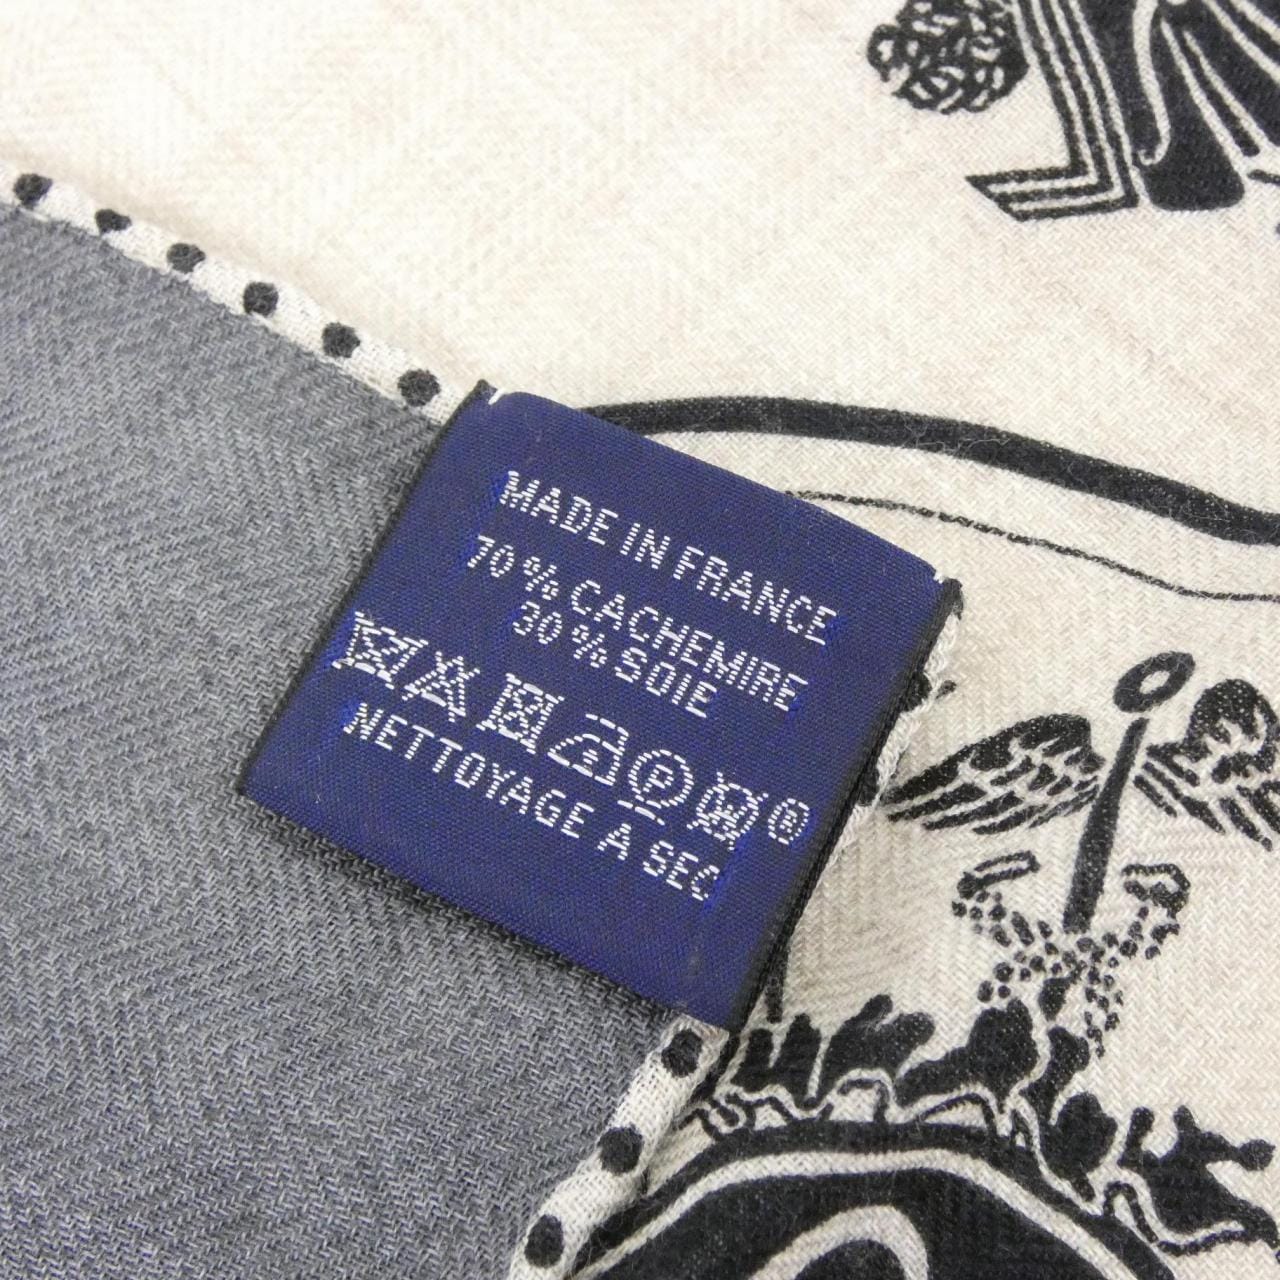 MADE IN FRANCE
70% CACHEMIRE
30% SOIE
P ®
NETTOYAGE A SEC